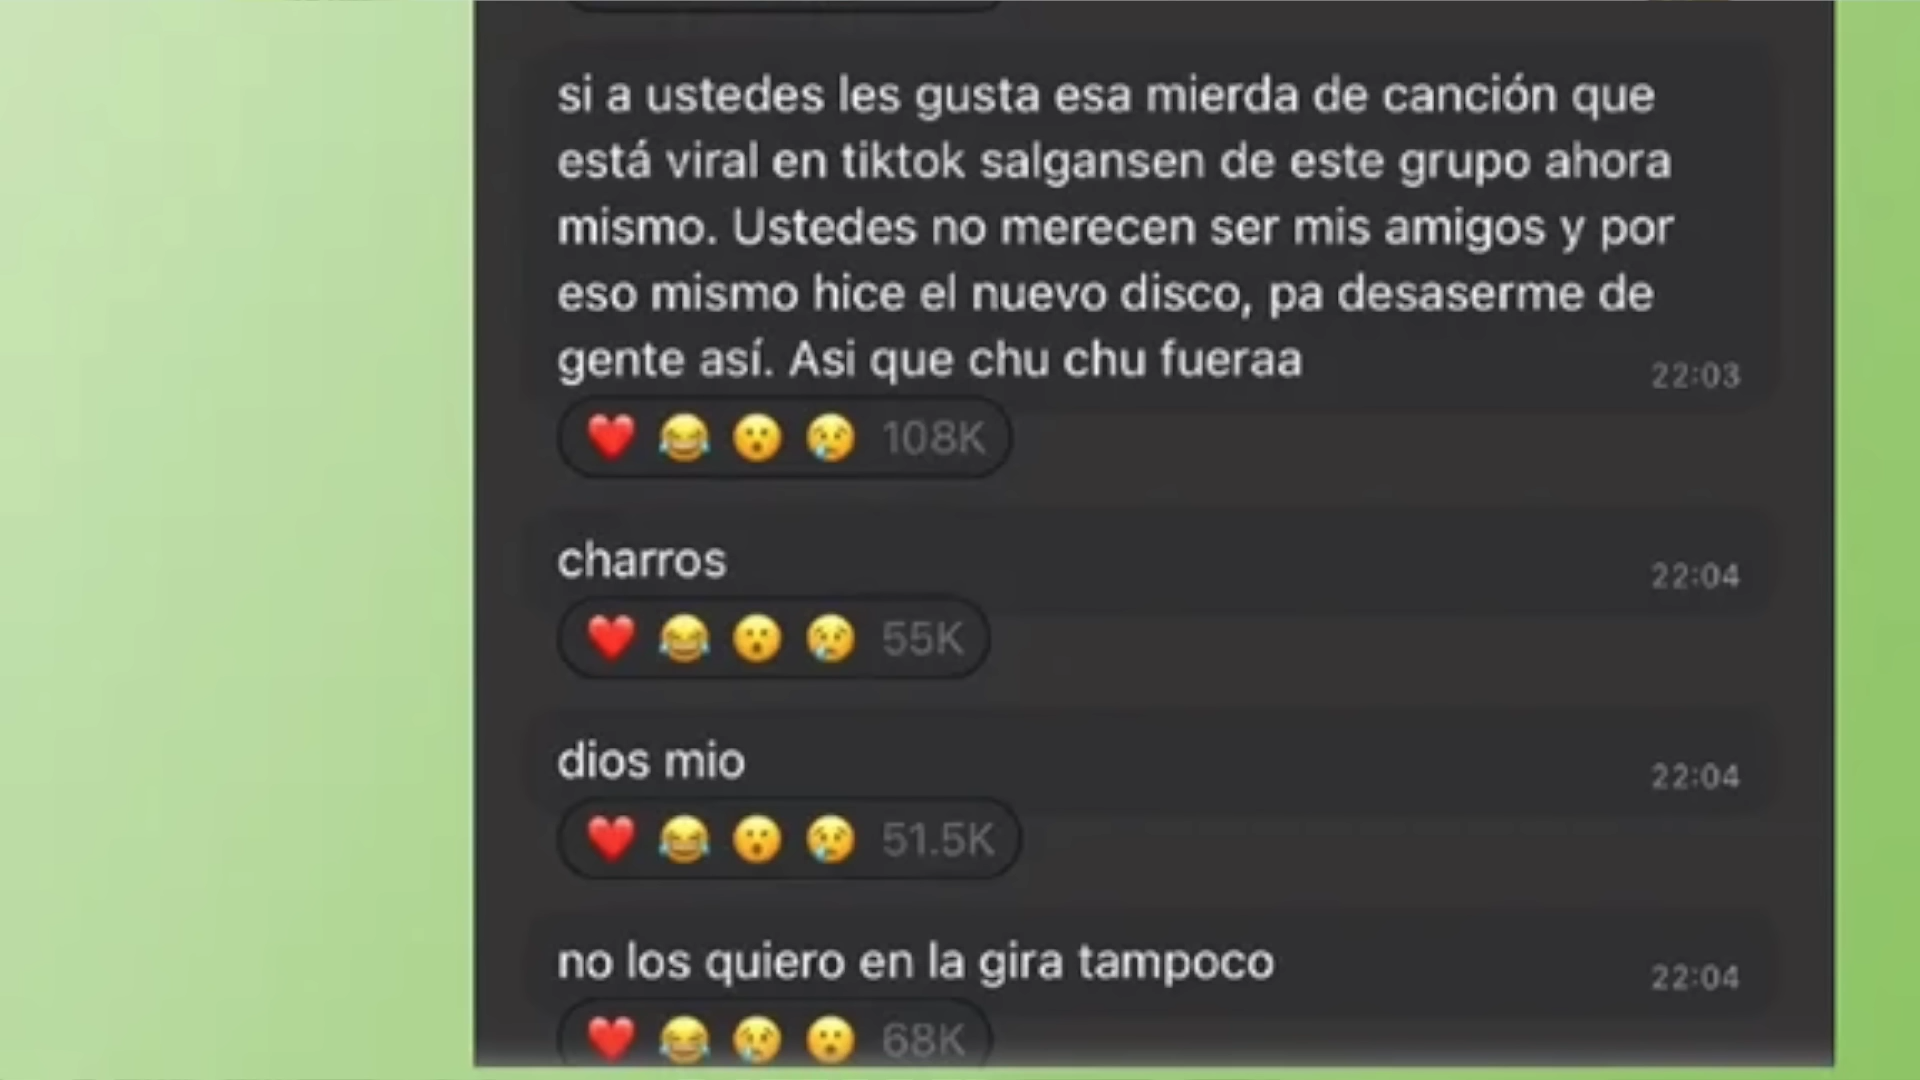 si a ustedes les gusta esa mierda de canción que
está viral en tiktok salgansen de este grupo ahora
mismo. Ustedes no merecen ser mis amigos y por
eso mismo hice el nuevo disco, pa desaserme de
gente así. Asi que chu chu fueraa
22:03
❤️ 😂 😮 😢 108K
charros
22:04
❤️ 😂 😮 😢 55K
dios mio
22:04
❤️ 😂 😮 😢 51.5K
no los quiero en la gira tampoco
22:04
❤️ 😂 😢 😮 68K